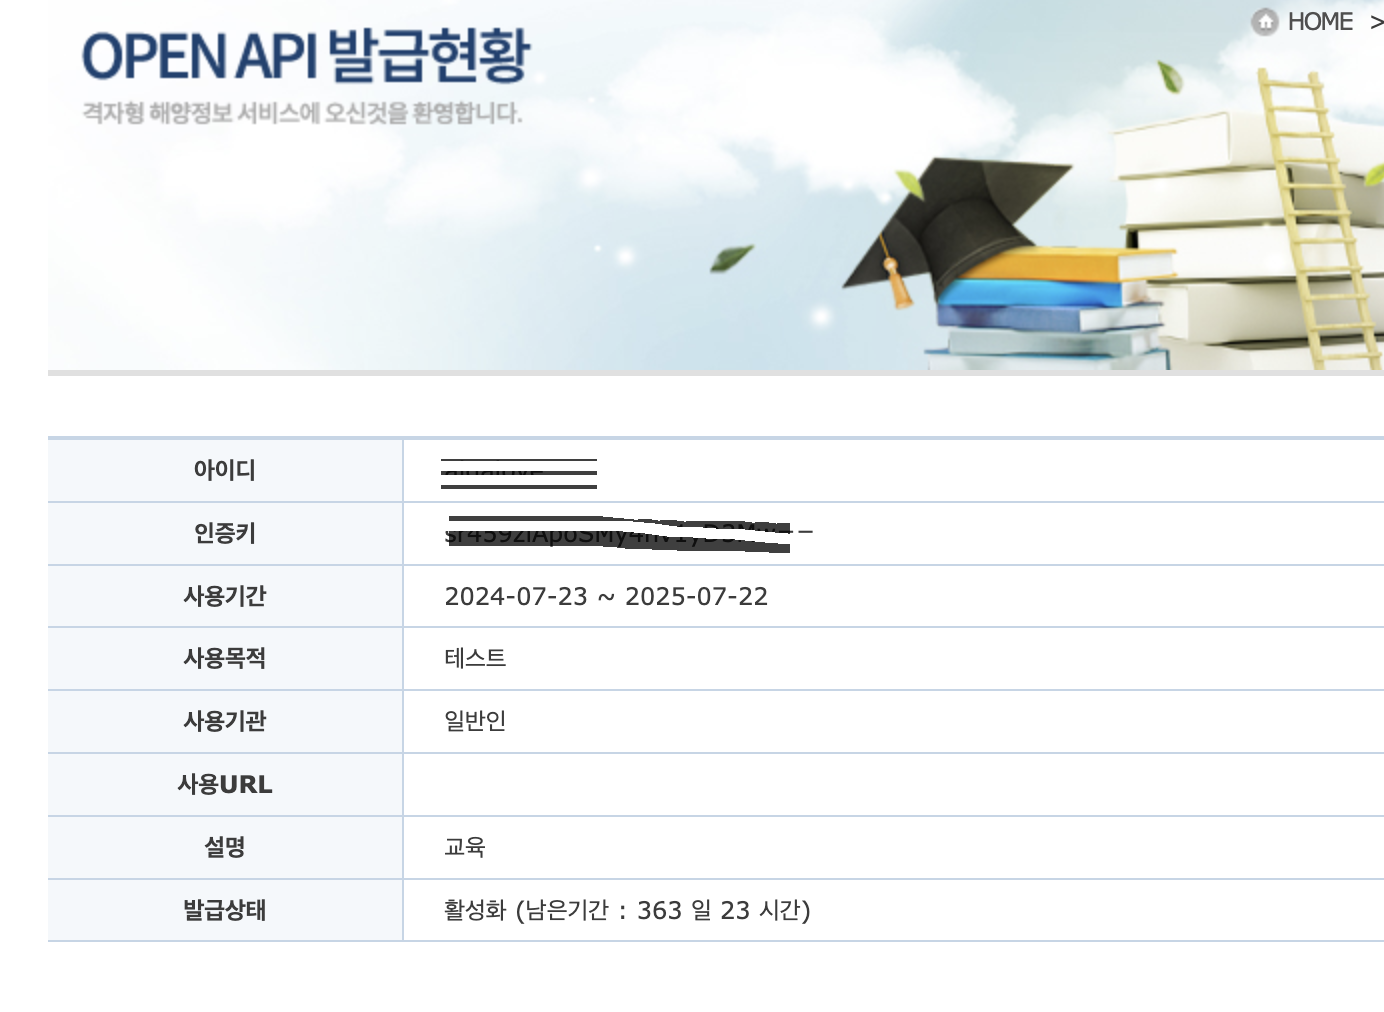 HOME >
OPEN API 발급현황
격자형 해양정보 서비스에 오신것을 환영합니다.
아이디
인증키
사용기간 2024-07-23 ~ 2025-07-22
사용목적 테스트
사용기관 일반인
사용URL
설명 교육
발급상태 활성화 (남은기간 : 363 일 23 시간)